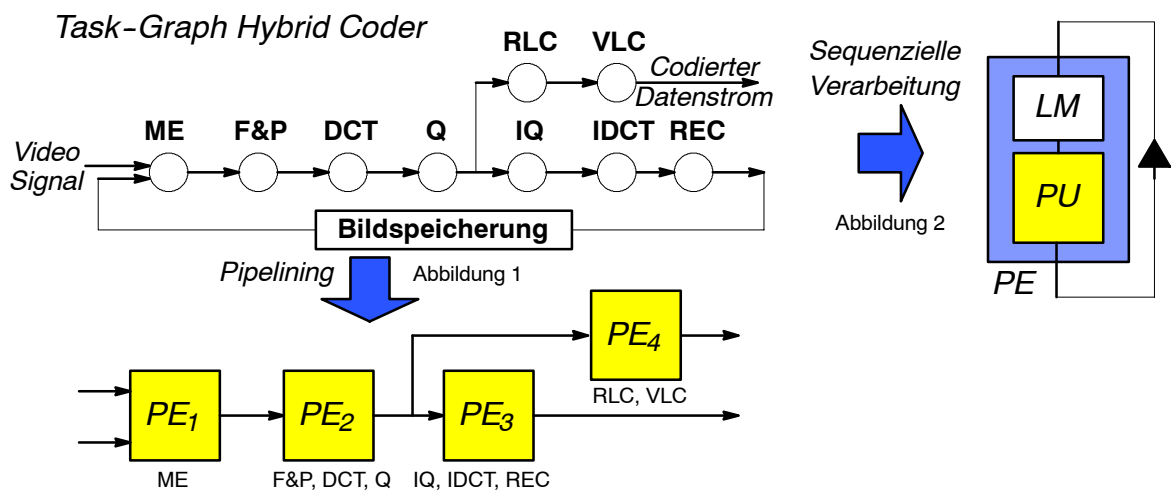 Task-Graph Hybrid Coder
RLC VLC
Codierter
Datenstrom
ME F&P DCT Q IQ IDCT REC
Video
Signal
Bildspeicherung
Pipelining Abbildung 1
Sequenzielle
Verarbeitung
Abbildung 2
LM
PU
PE
PE4
RLC, VLC
PE1 PE2 PE3
ME F&P, DCT, Q IQ, IDCT, REC